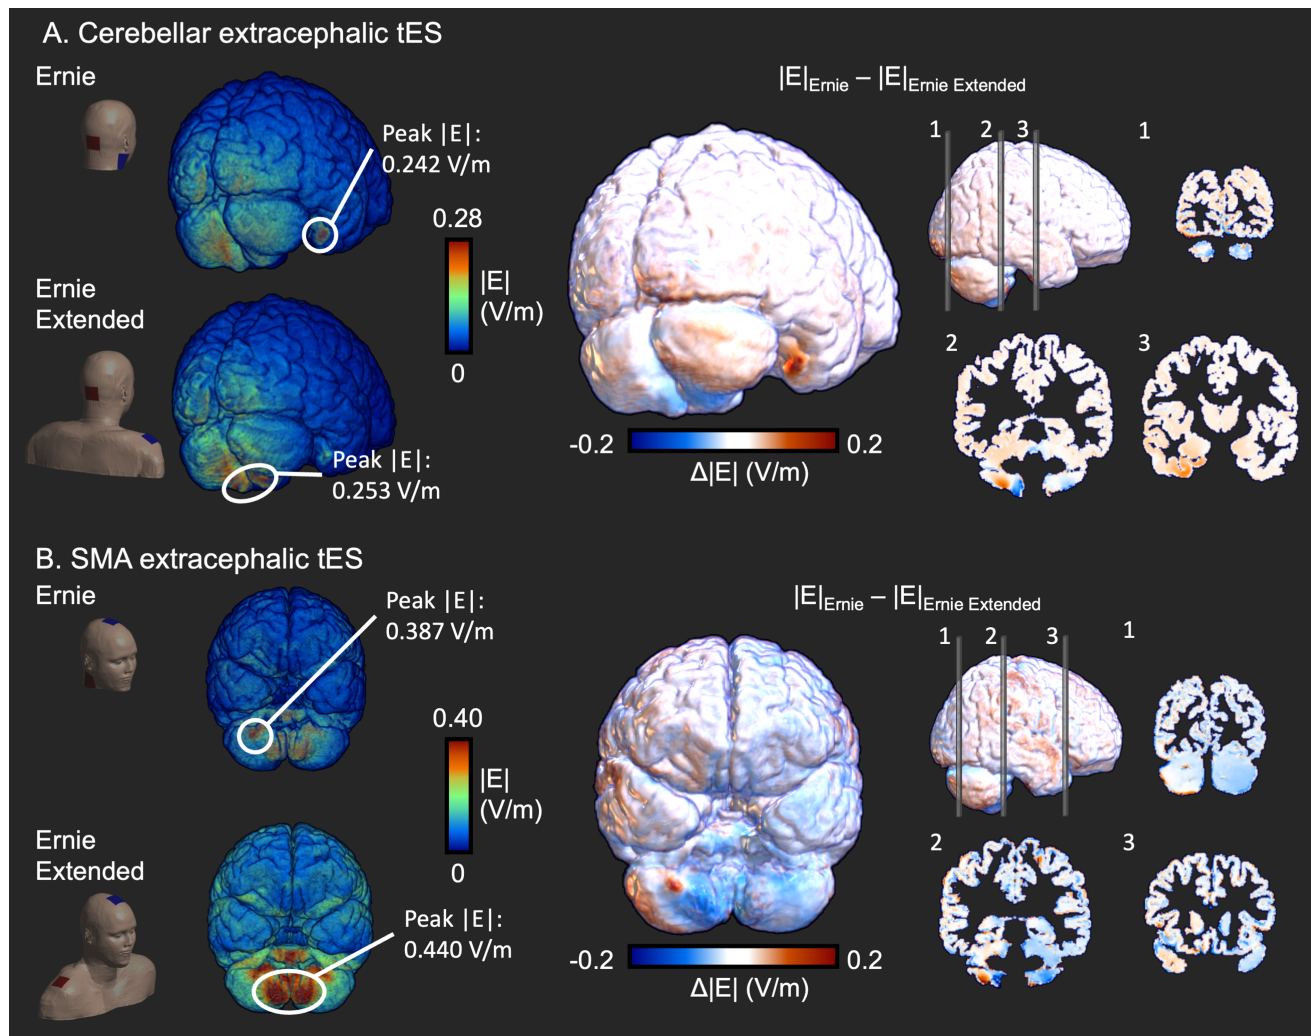 A. Cerebellar extracephalic tES
Ernie
Peak |E|:
0.242 V/m
0.28
|E|
(V/m)
0
Ernie
Extended
Peak |E|:
0.253 V/m
|E|Ernie – |E|Ernie Extended
1
2
3
1
2
3
-0.2
0.2
Δ|E| (V/m)
B. SMA extracephalic tES
Ernie
Peak |E|:
0.387 V/m
0.40
|E|
(V/m)
0
Ernie
Extended
Peak |E|:
0.440 V/m
|E|Ernie – |E|Ernie Extended
1
2
3
1
2
3
-0.2
0.2
Δ|E| (V/m)